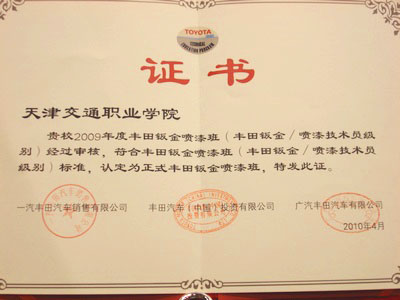 TOYOTA
证书
天津交通职业学院
贵校2009年度丰田钣金喷漆班（丰田钣金/喷漆技术员级
别）经过审核，符合丰田钣金喷漆班（丰田钣金/喷漆技术员
级别）标准，认定为正式丰田钣金喷漆班，特发此证。
一汽丰田汽车销售有限公司 丰田汽车（中国）投资有限公司 广汽丰田汽车有限公司
2010年4月